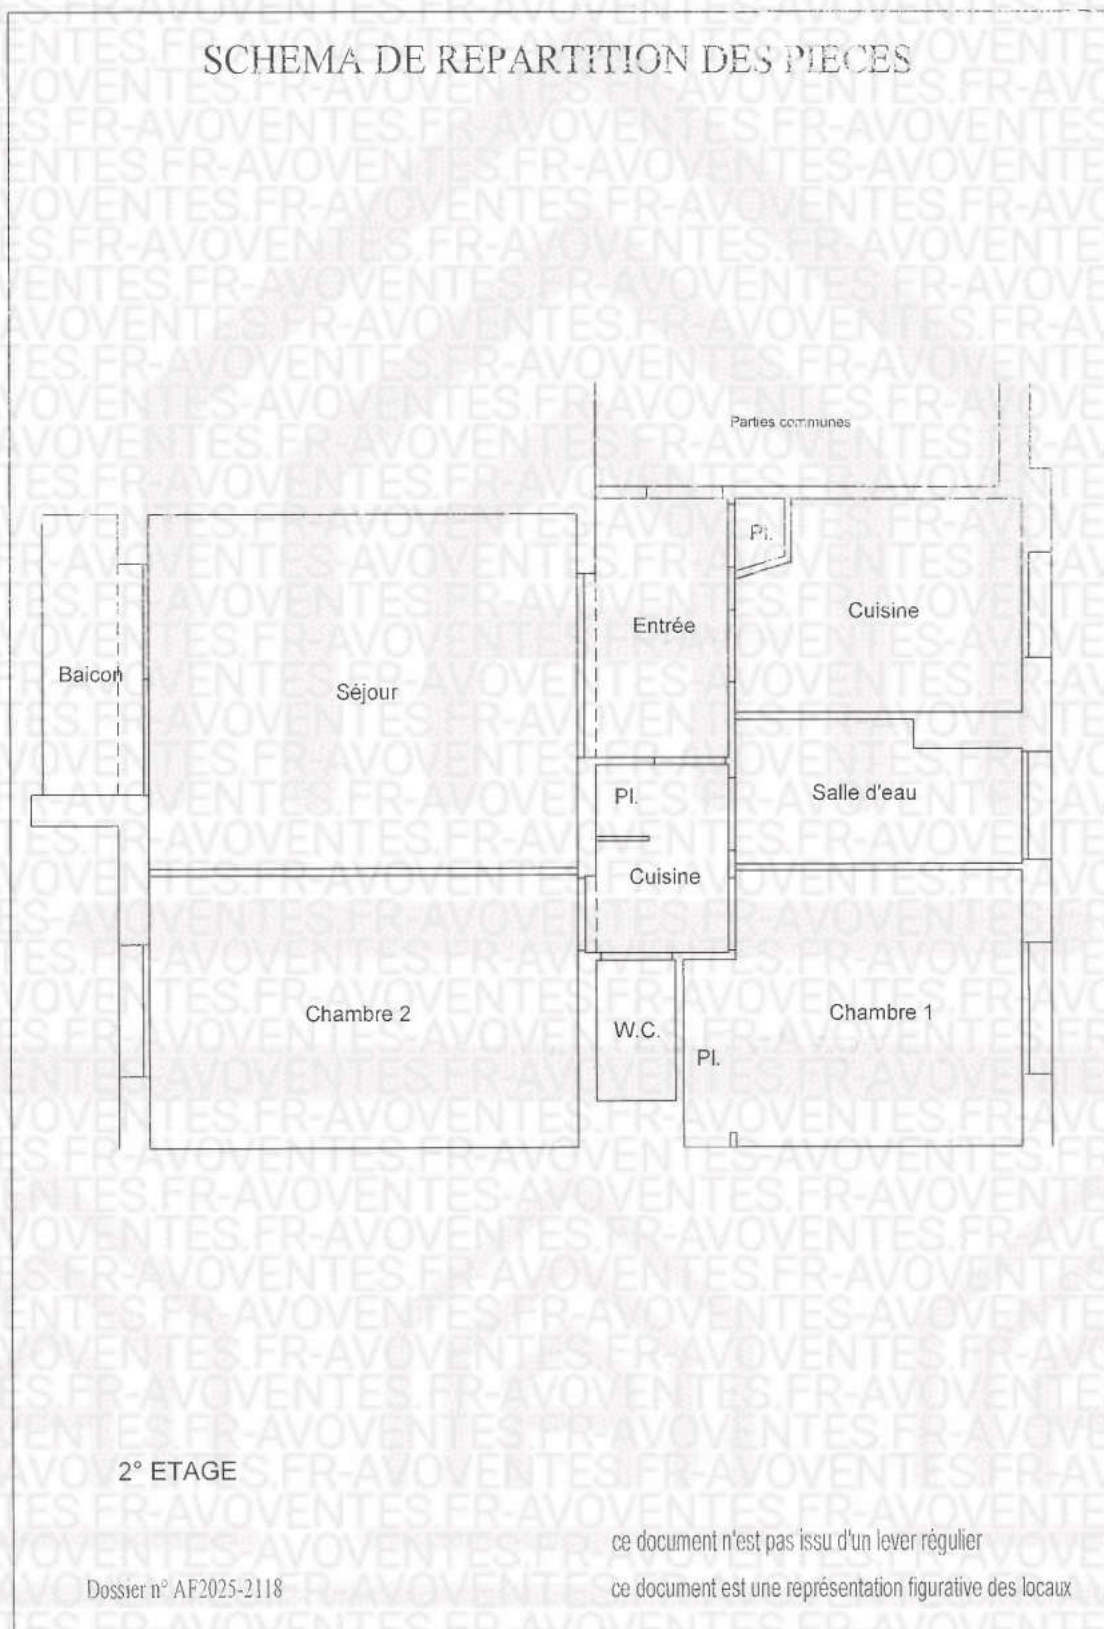 SCHEMA DE REPARTITION DES PIECES
Parties communes
Pl.
Cuisine
Entrée
Balcon
Séjour
Salle d'eau
Pl.
Cuisine
Chambre 2
Chambre 1
W.C.
Pl.
2° ETAGE
ce document n'est pas issu d'un lever régulier
Dossier n° AF2025-2118
ce document est une représentation figurative des locaux
AVOVENTES.FR